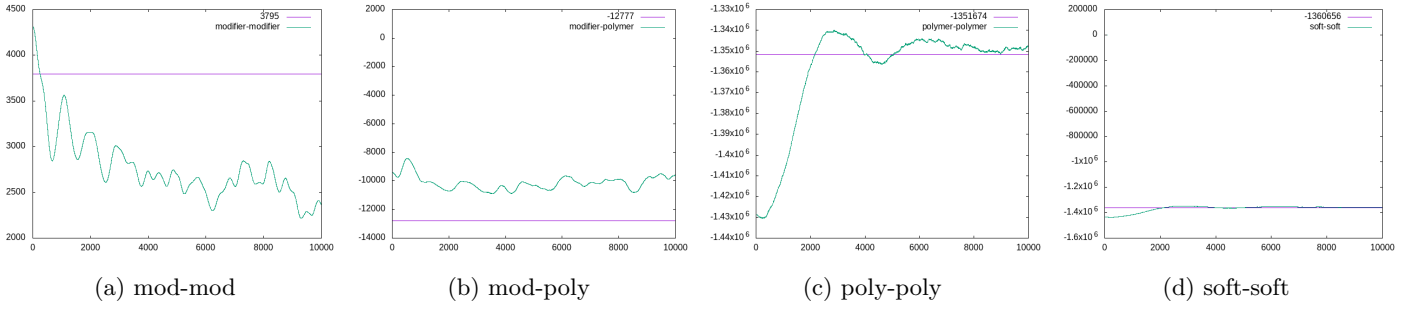 4500
4000
3500
3000
2500
2000
0 2000 4000 6000 8000 10000
3795
modifier-modifier
(a) mod-mod
2000
0
-2000
-4000
-6000
-8000
-10000
-12000
-14000
0 2000 4000 6000 8000 10000
-12777
modifier-polymer
(b) mod-poly
-1.33x10^6
-1.34x10^6
-1.35x10^6
-1.36x10^6
-1.37x10^6
-1.38x10^6
-1.39x10^6
-1.4x10^6
-1.41x10^6
-1.42x10^6
-1.43x10^6
-1.44x10^6
0 2000 4000 6000 8000 10000
-1351674
polymer-polymer
(c) poly-poly
200000
0
-200000
-400000
-600000
-800000
-1x10^6
-1.2x10^6
-1.4x10^6
-1.6x10^6
0 2000 4000 6000 8000 10000
-1360656
soft-soft
(d) soft-soft